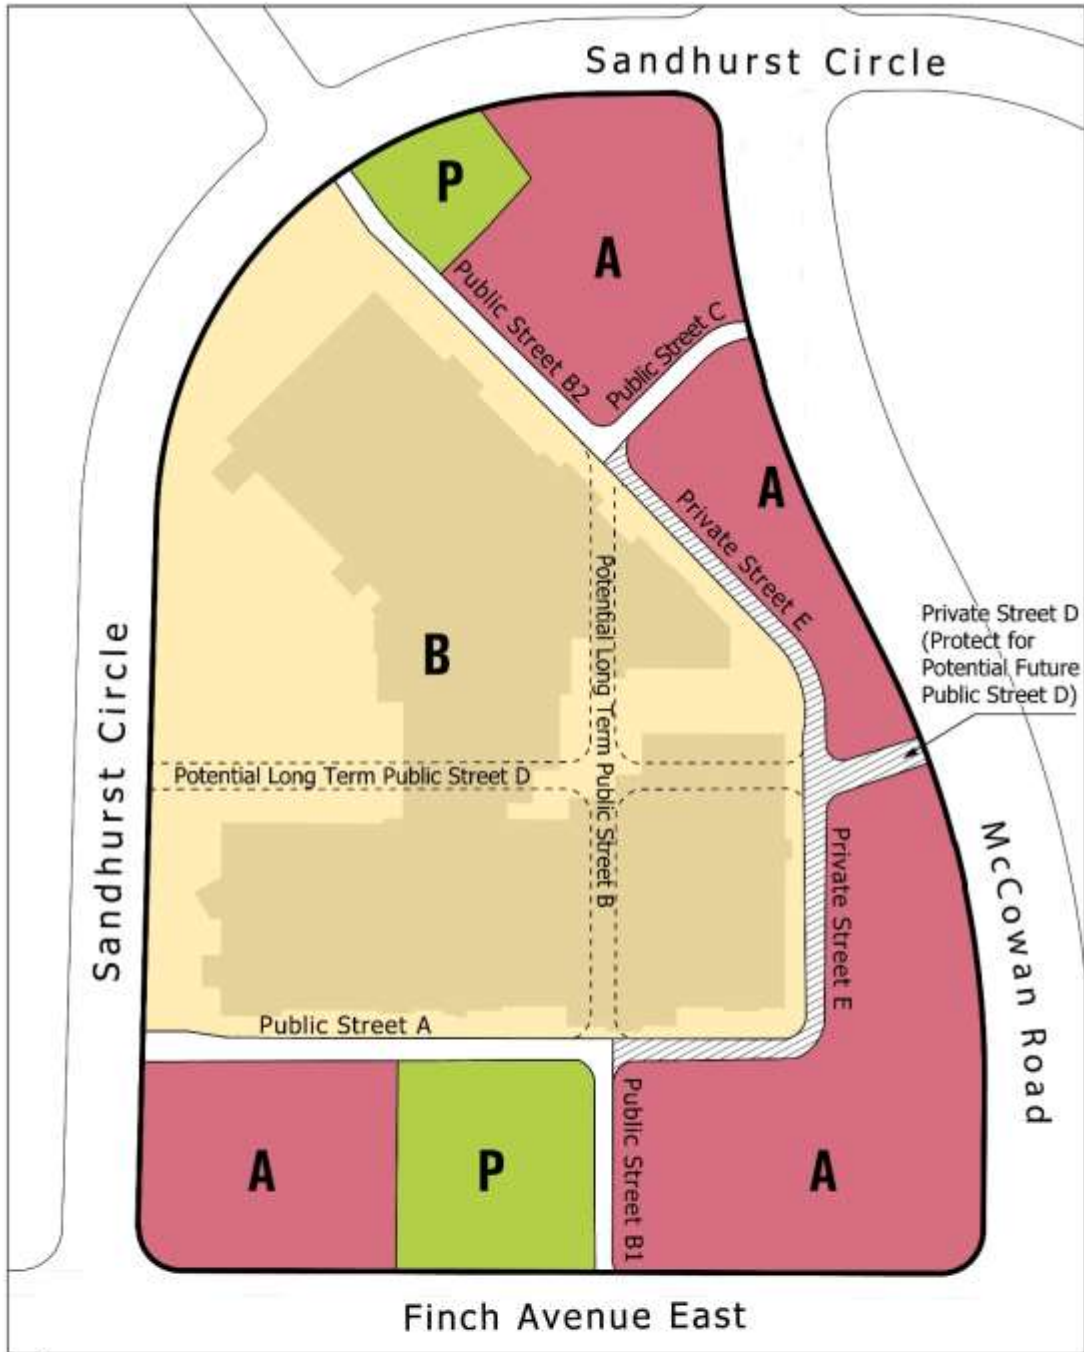 Sandhurst Circle
P
A
Public Street B2
Public Street C
A
Private Street E
Potential Long Term Public Street B
Private Street D
(Protect for
Potential Future
Public Street D)
B
Sandhurst Circle
Potential Long Term Public Street D
Private Street E
McCowan Road
Public Street A
A
P
Public Street B1
A
Finch Avenue East